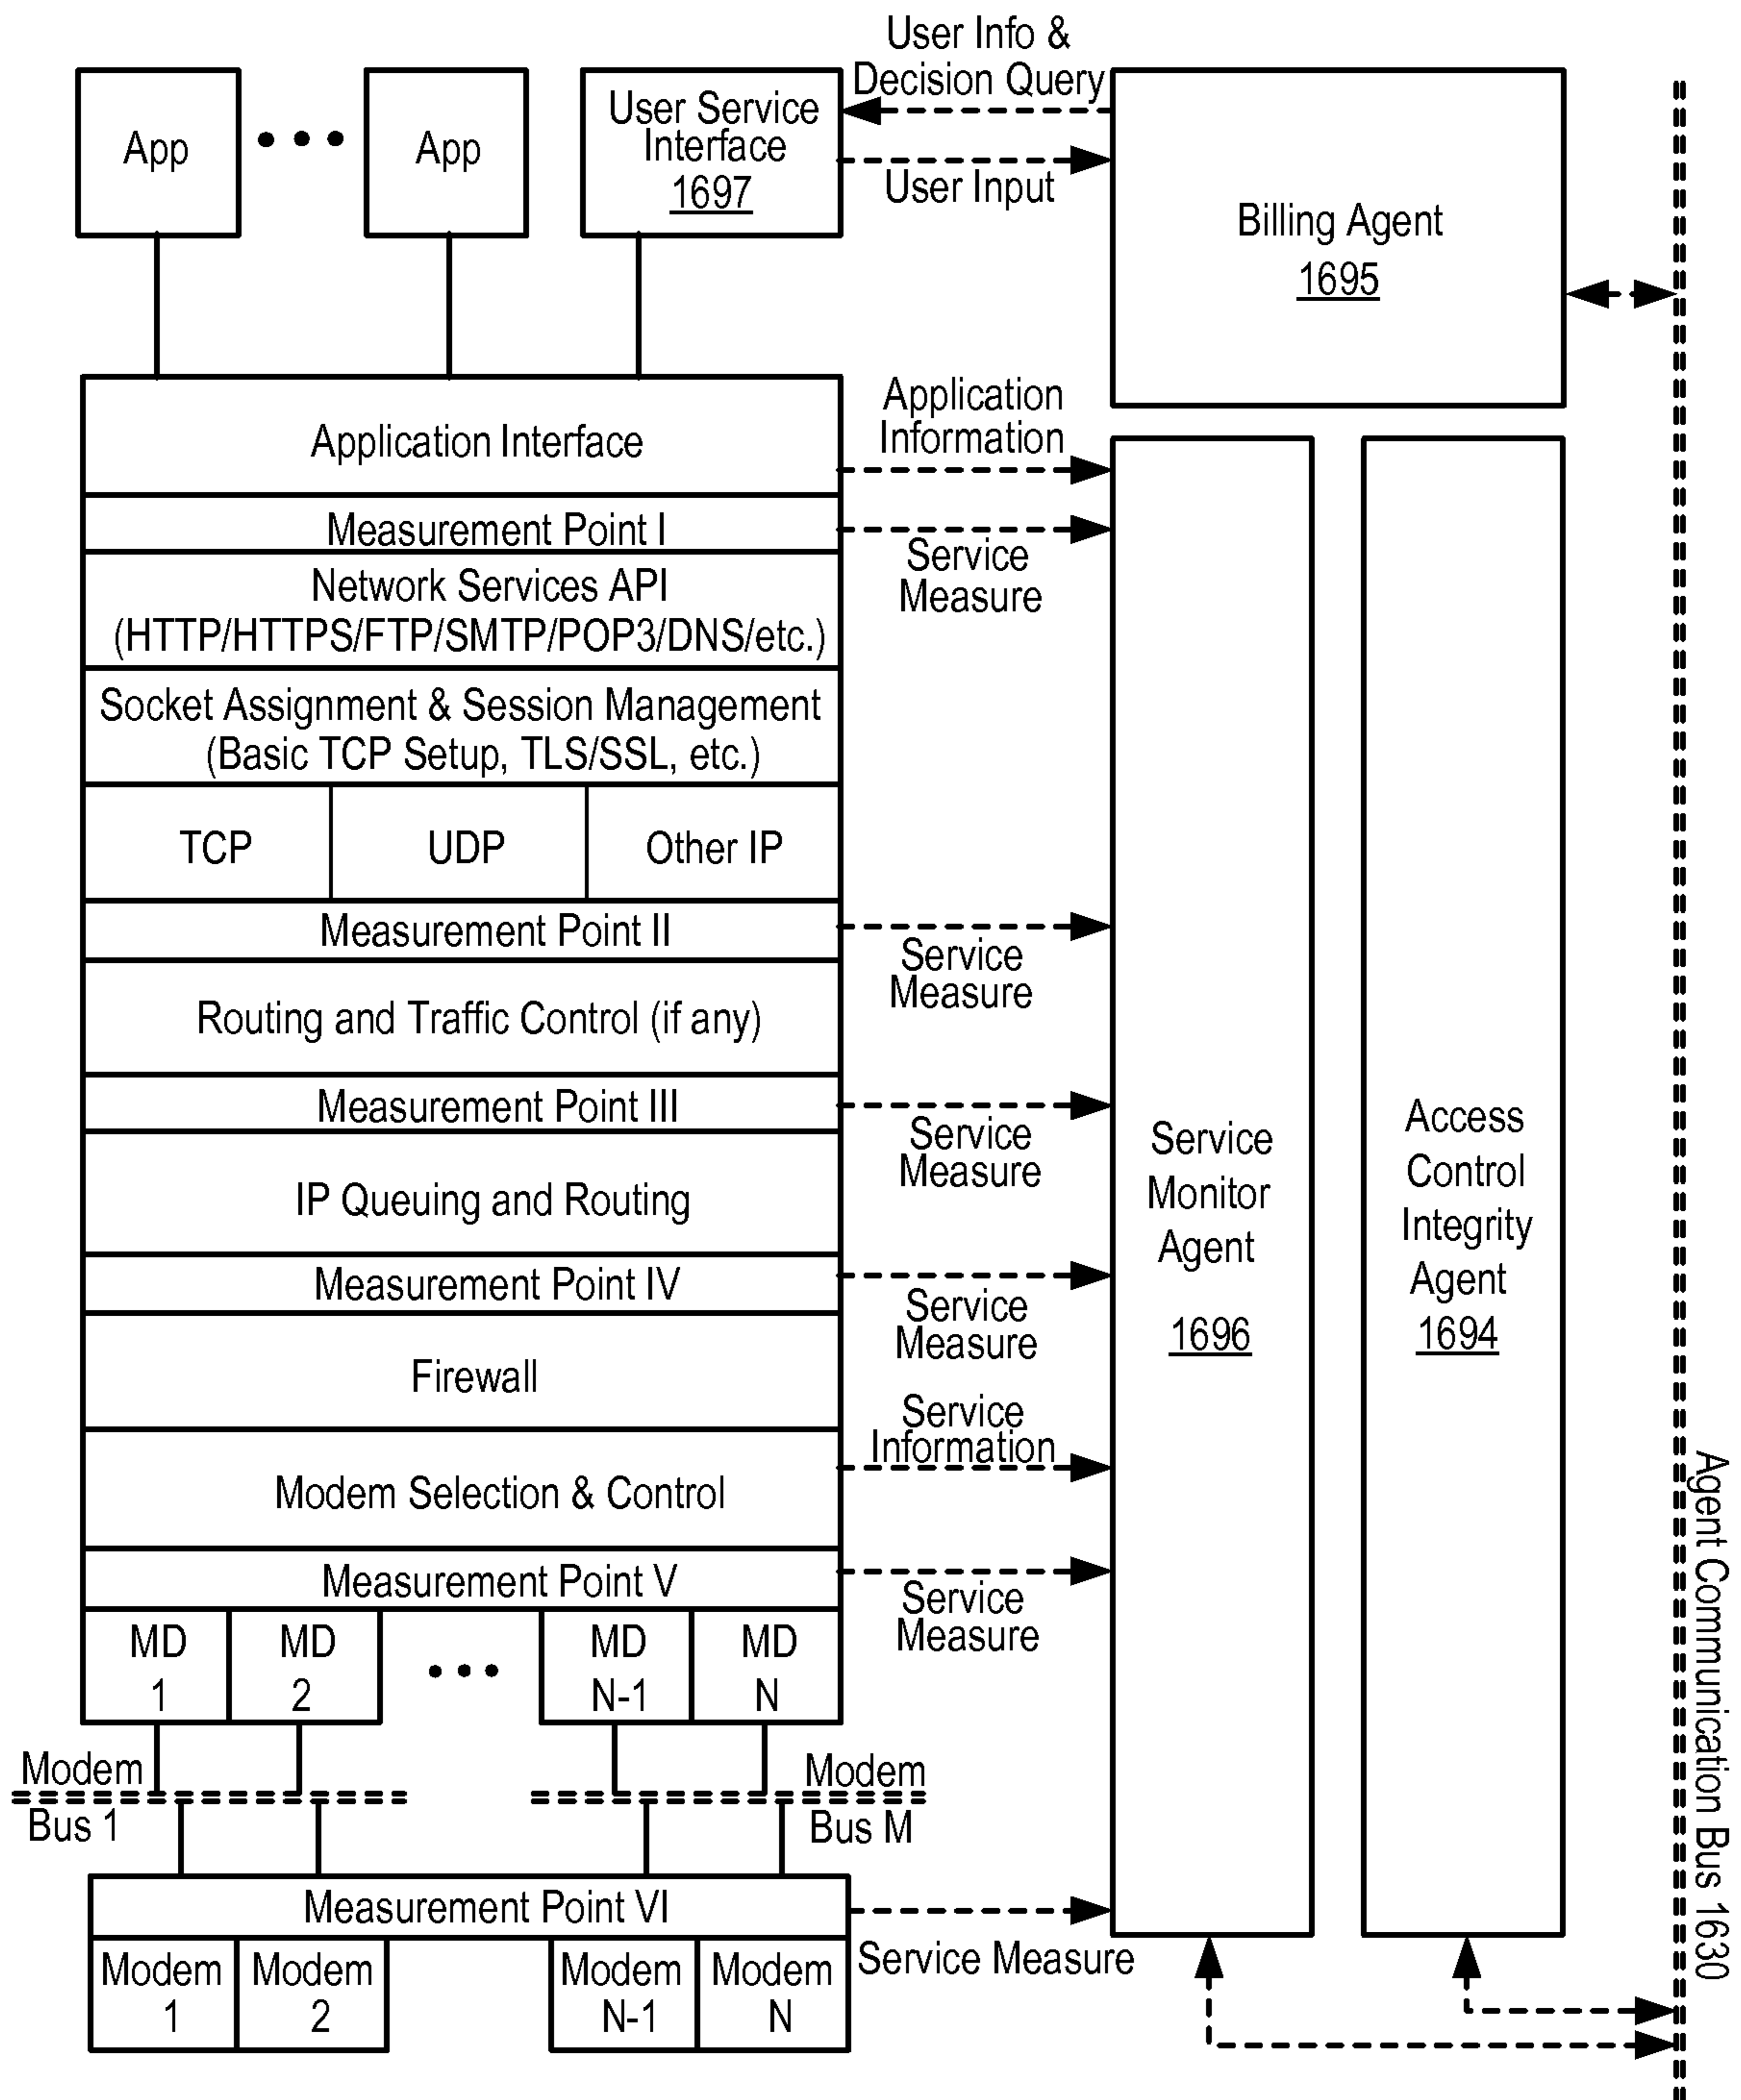 User Info &
Decision Query
App
App
User Service
Interface
1697
User Input
Billing Agent
1695
Application Interface
Application
Information
Measurement Point I
Service
Measure
Network Services API
(HTTP/HTTPS/FTP/SMTP/POP3/DNS/etc.)
Socket Assignment & Session Management
(Basic TCP Setup, TLS/SSL, etc.)
TCP
UDP
Other IP
Measurement Point II
Service
Measure
Routing and Traffic Control (if any)
Measurement Point III
Service
Measure
IP Queuing and Routing
Measurement Point IV
Service
Measure
Firewall
Service
Information
Modem Selection & Control
Measurement Point V
Service
Measure
MD
1
MD
2
MD
N-1
MD
N
Modem
Bus 1
Modem
Bus M
Measurement Point VI
Service Measure
Modem
1
Modem
2
Modem
N-1
Modem
N
Service
Monitor
Agent
1696
Access
Control
Integrity
Agent
1694
Agent Communication Bus 1630